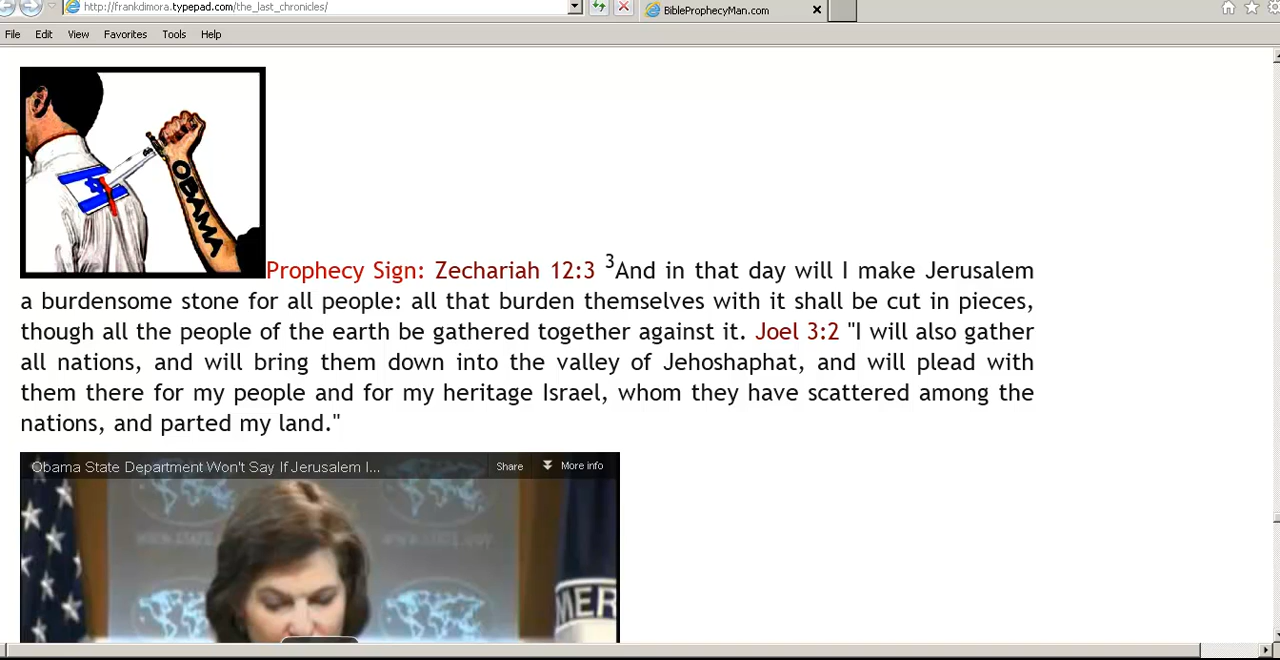 http://frankdimora.typepad.com/the_last_chronicles/
BibleProphecyMan.com
File Edit View Favorites Tools Help
OBAMA
Prophecy Sign: Zechariah 12:3 ³And in that day will I make Jerusalem
a burdensome stone for all people: all that burden themselves with it shall be cut in pieces,
though all the people of the earth be gathered together against it. Joel 3:2 "I will also gather
all nations, and will bring them down into the valley of Jehoshaphat, and will plead with
them there for my people and for my heritage Israel, whom they have scattered among the
nations, and parted my land."
Obama State Department Won't Say If Jerusalem I... Share More info
MER